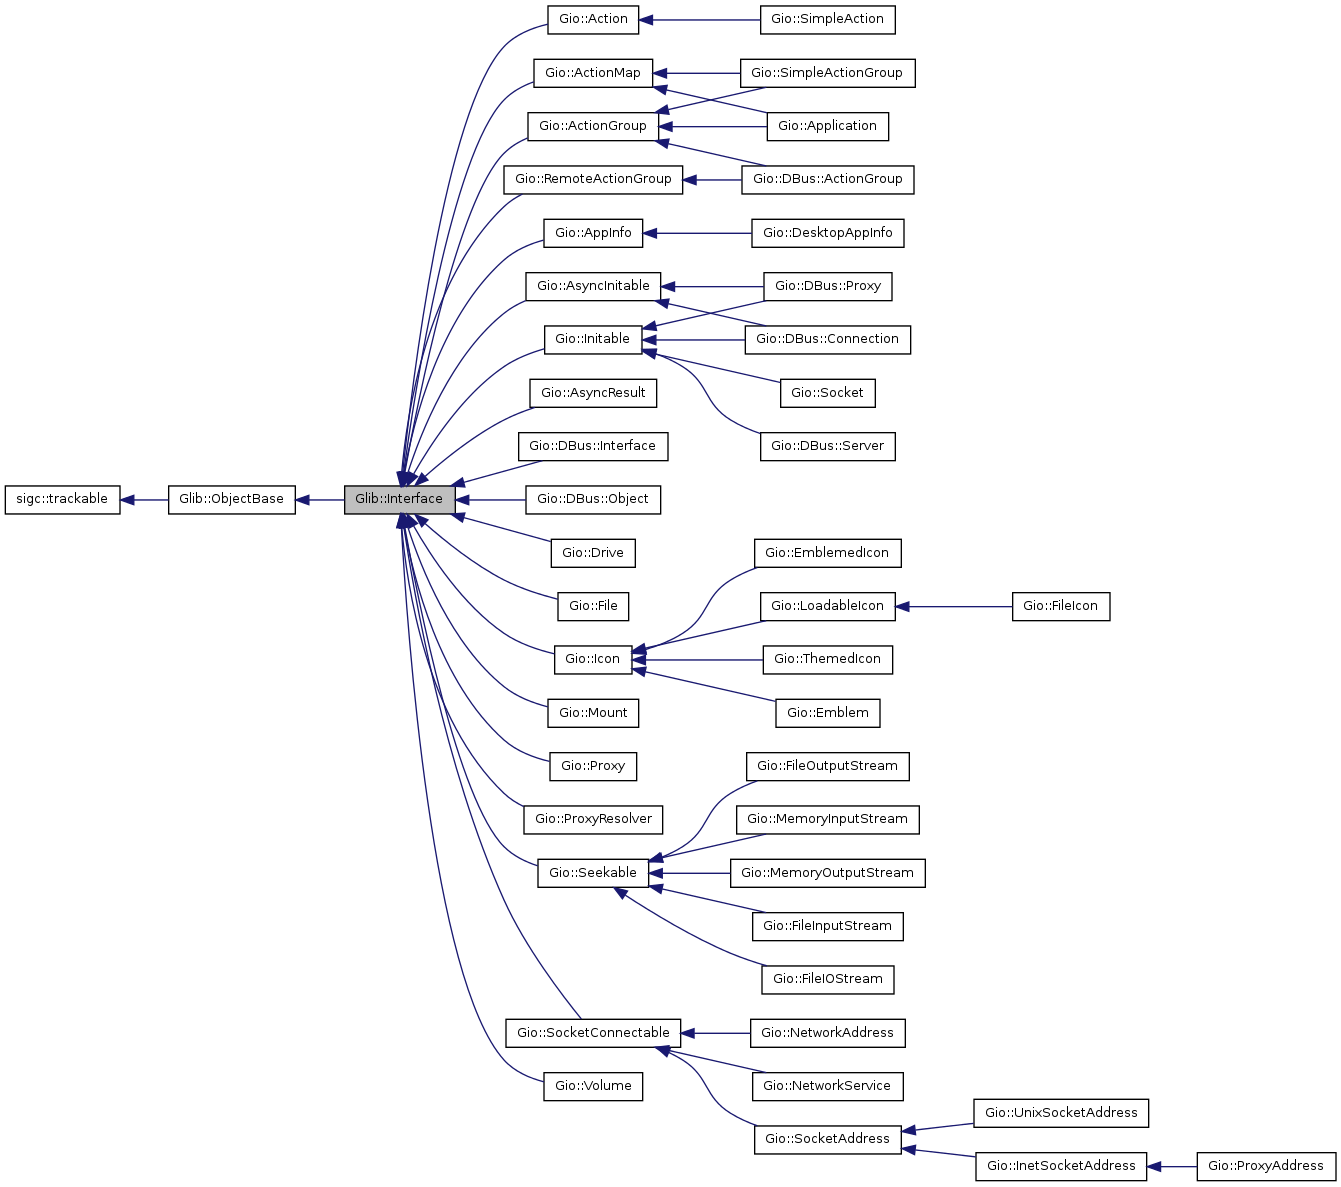 Gio::Action
Gio::SimpleAction
Gio::ActionMap
Gio::SimpleActionGroup
Gio::ActionGroup
Gio::Application
Gio::RemoteActionGroup
Gio::DBus::ActionGroup
Gio::AppInfo
Gio::DesktopAppInfo
Gio::AsyncInitable
Gio::DBus::Proxy
Gio::Initable
Gio::DBus::Connection
Gio::AsyncResult
Gio::Socket
Gio::DBus::Interface
Gio::DBus::Server
sigc::trackable
Glib::ObjectBase
Glib::Interface
Gio::DBus::Object
Gio::Drive
Gio::EmblemedIcon
Gio::File
Gio::LoadableIcon
Gio::FileIcon
Gio::Icon
Gio::ThemedIcon
Gio::Mount
Gio::Emblem
Gio::Proxy
Gio::FileOutputStream
Gio::ProxyResolver
Gio::MemoryInputStream
Gio::Seekable
Gio::MemoryOutputStream
Gio::FileInputStream
Gio::FileIOStream
Gio::SocketConnectable
Gio::NetworkAddress
Gio::Volume
Gio::NetworkService
Gio::UnixSocketAddress
Gio::SocketAddress
Gio::InetSocketAddress
Gio::ProxyAddress